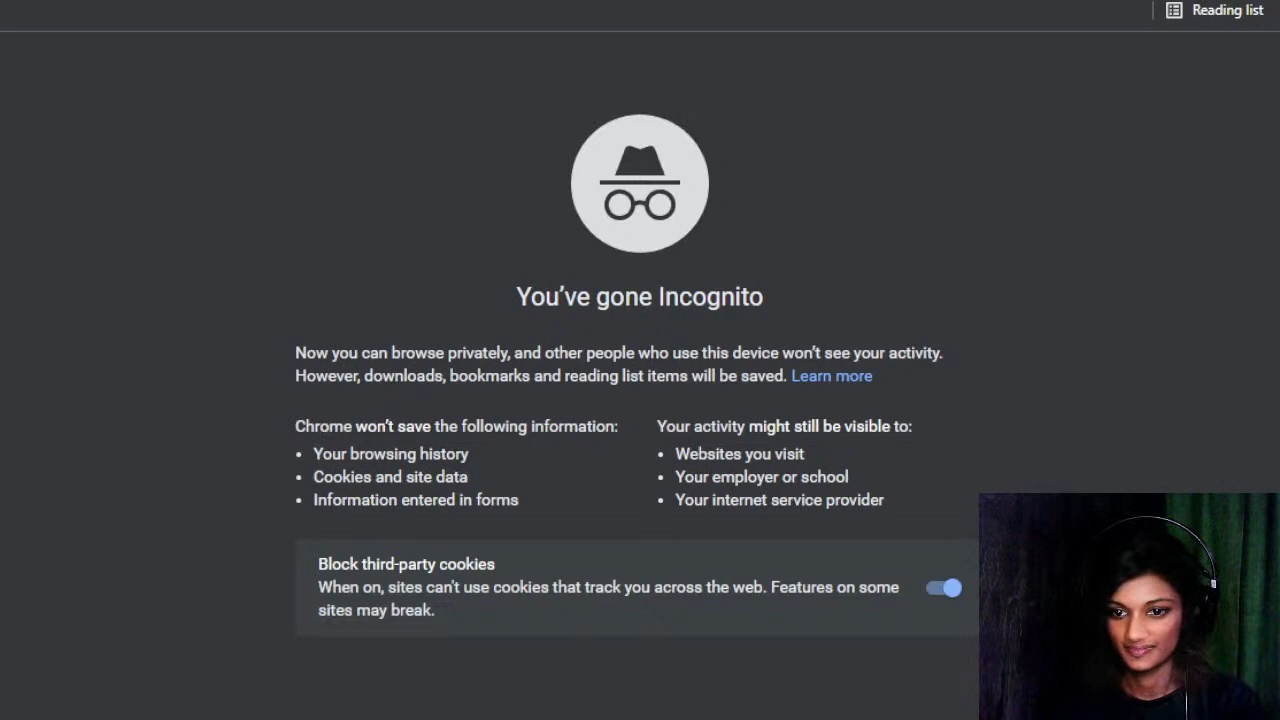 Reading list
You've gone Incognito
Now you can browse privately, and other people who use this device won't see your activity.
However, downloads, bookmarks and reading list items will be saved. Learn more
Chrome won't save the following information:
• Your browsing history
• Cookies and site data
• Information entered in forms
Your activity might still be visible to:
• Websites you visit
• Your employer or school
• Your internet service provider
Block third-party cookies
When on, sites can't use cookies that track you across the web. Features on some
sites may break.